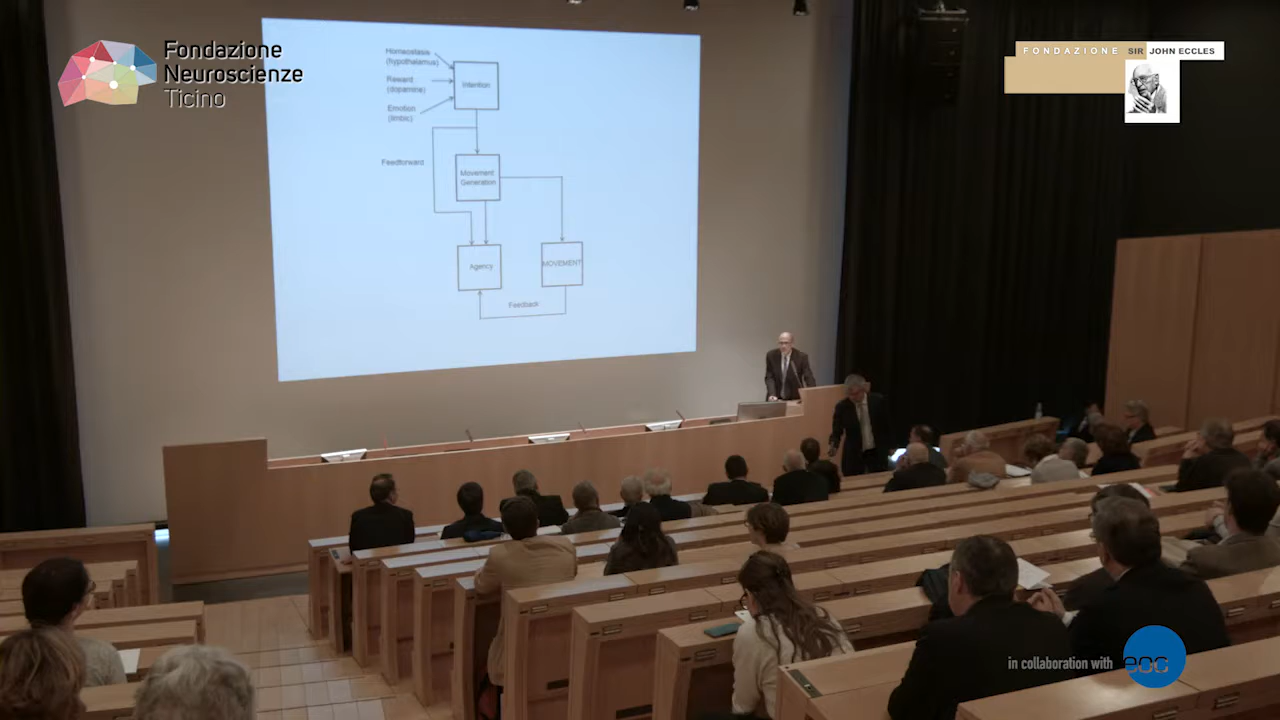 Fondazione
Neuroscienze
Ticino
FONDAZIONE SIR JOHN ECCLES
Homeostasis
(hypothalamus)
Reward
(dopamine)
Emotion
(limbic)
Intention
Feedforward
Movement
Generation
Agency
MOVEMENT
Feedback
in collaboration with eoc